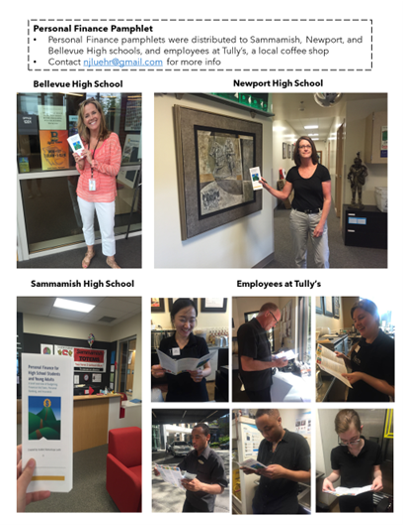 Personal Finance Pamphlet
• Personal Finance pamphlets were distributed to Sammamish, Newport, and
Bellevue High schools, and employees at Tully's, a local coffee shop
• Contact njluehr@gmail.com for more info
Bellevue High School
Newport High School
Sammamish High School
Employees at Tully's
Personal Finance for
High School Students
and Young Adults